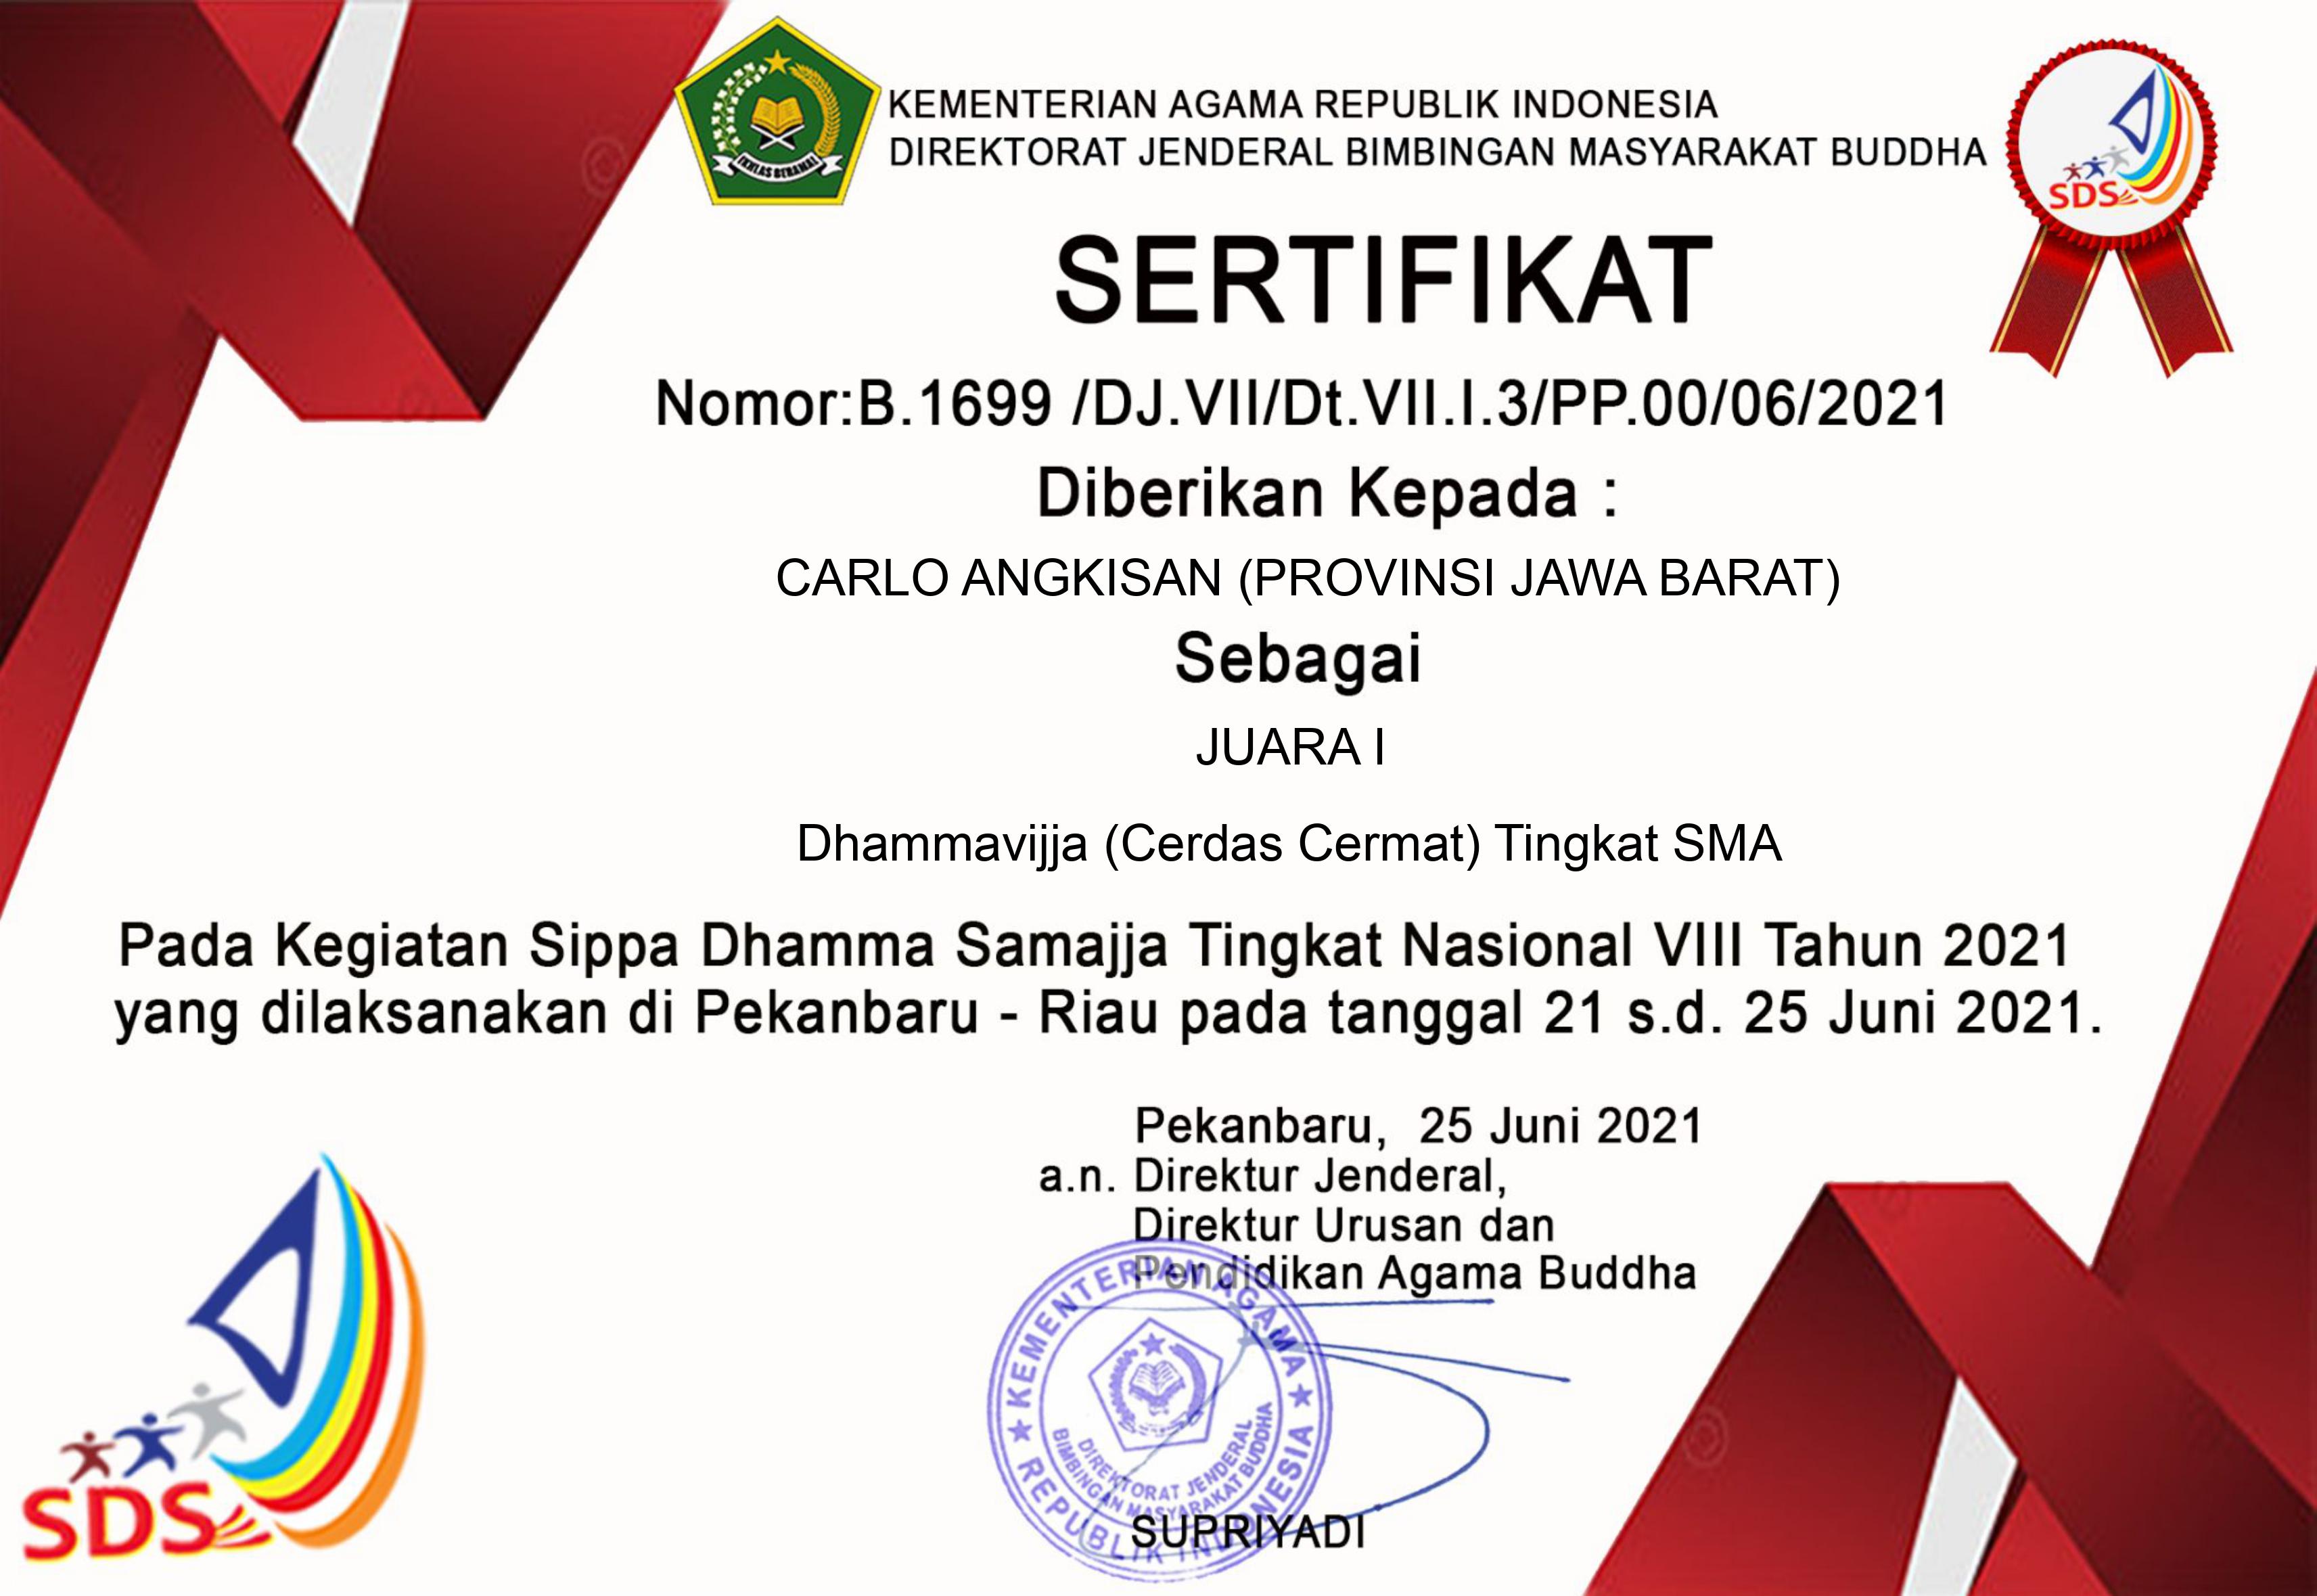 KEMENTERIAN AGAMA REPUBLIK INDONESIA
DIREKTORAT JENDERAL BIMBINGAN MASYARAKAT BUDDHA
IKHLAS BERAMAL
SDS
SERTIFIKAT
Nomor:B.1699 /DJ.VII/Dt.VII.I.3/PP.00/06/2021
Diberikan Kepada :
CARLO ANGKISAN (PROVINSI JAWA BARAT)
Sebagai
JUARA I
Dhammavijja (Cerdas Cermat) Tingkat SMA
Pada Kegiatan Sippa Dhamma Samajja Tingkat Nasional VIII Tahun 2021
yang dilaksanakan di Pekanbaru - Riau pada tanggal 21 s.d. 25 Juni 2021.
Pekanbaru, 25 Juni 2021
a.n. Direktur Jenderal,
Direktur Urusan dan
Pendidikan Agama Buddha
KEMENTERIAN AGAMA
REPUBLIK INDONESIA
DIREKTORAT JENDERAL
BIMBINGAN MASYARAKAT BUDDHA
SUPRIYADI
SDS